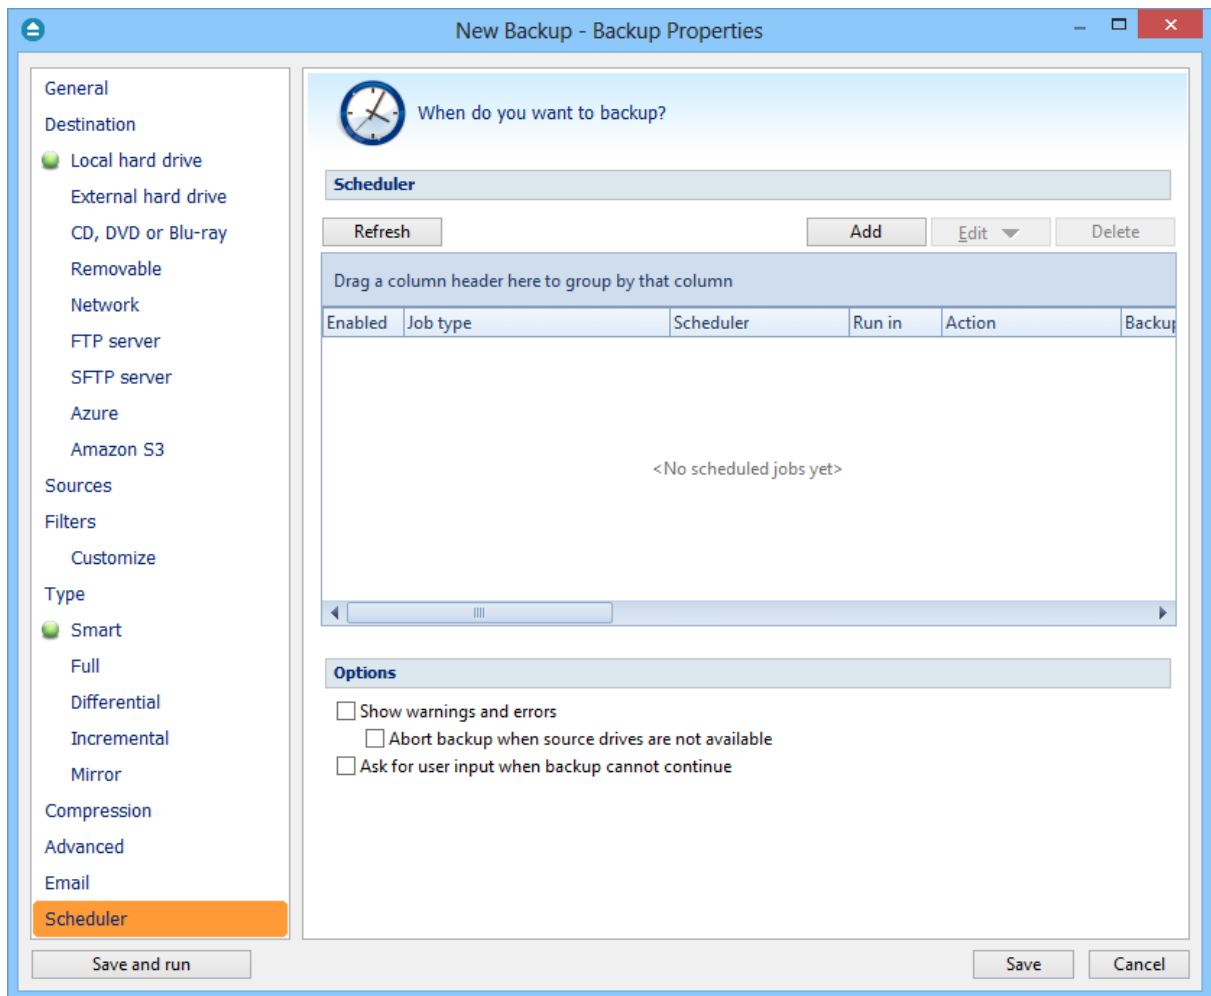 New Backup - Backup Properties
General
Destination
Local hard drive
External hard drive
CD, DVD or Blu-ray
Removable
Network
FTP server
SFTP server
Azure
Amazon S3
Sources
Filters
Customize
Type
Smart
Full
Differential
Incremental
Mirror
Compression
Advanced
Email
Scheduler
When do you want to backup?
Scheduler
Refresh Add Edit Delete
Drag a column header here to group by that column
Enabled Job type Scheduler Run in Action Backup
<No scheduled jobs yet>
Options
Show warnings and errors
Abort backup when source drives are not available
Ask for user input when backup cannot continue
Save and run Save Cancel